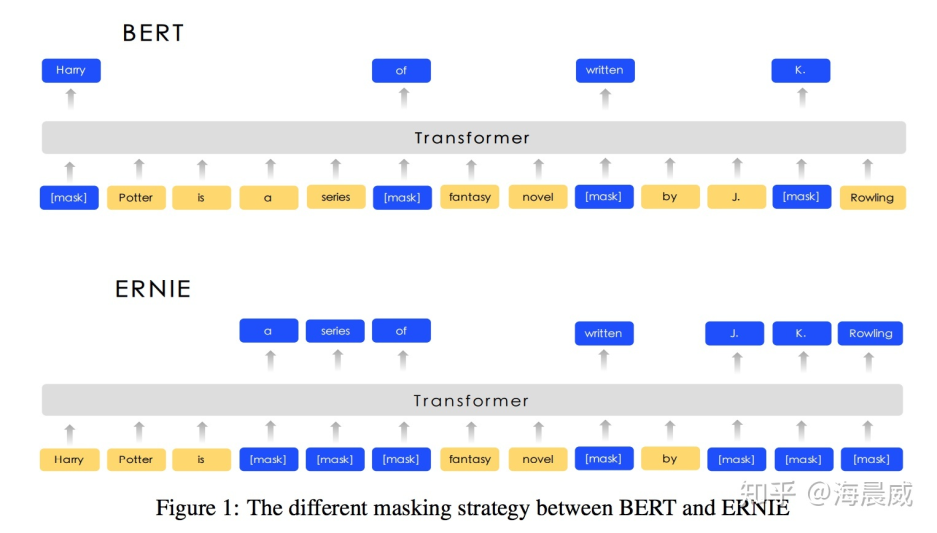 BERT
Harry of written K.
Transformer
[mask] Potter is a series [mask] fantasy novel [mask] by J. [mask] Rowling
ERNIE
a series of written J. K. Rowling
Transformer
Harry Potter is [mask] [mask] [mask] fantasy novel [mask] by [mask] [mask] [mask]
知乎 @海晨威
Figure 1: The different masking strategy between BERT and ERNIE